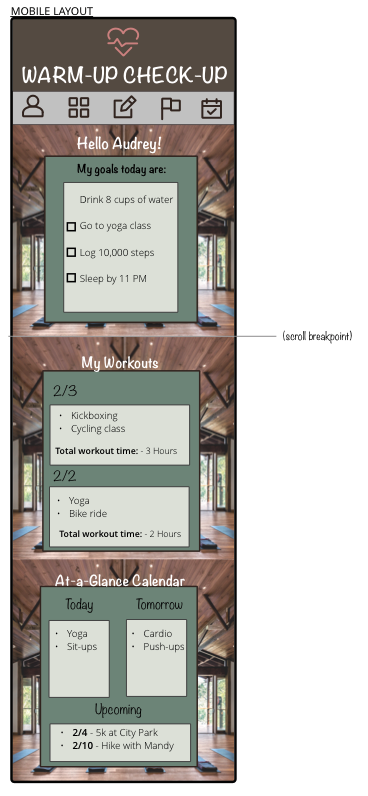 MOBILE LAYOUT
WARM-UP CHECK-UP
Hello Audrey!
My goals today are:
Drink 8 cups of water
Go to yoga class
Log 10,000 steps
Sleep by 11 PM
(scroll breakpoint)
My Workouts
2/3
• Kickboxing
• Cycling class
Total workout time: - 3 Hours
2/2
• Yoga
• Bike ride
Total workout time: - 2 Hours
At-a-Glance Calendar
Today
• Yoga
• Sit-ups
Tomorrow
• Cardio
• Push-ups
Upcoming
• 2/4 - 5k at City Park
• 2/10 - Hike with Mandy